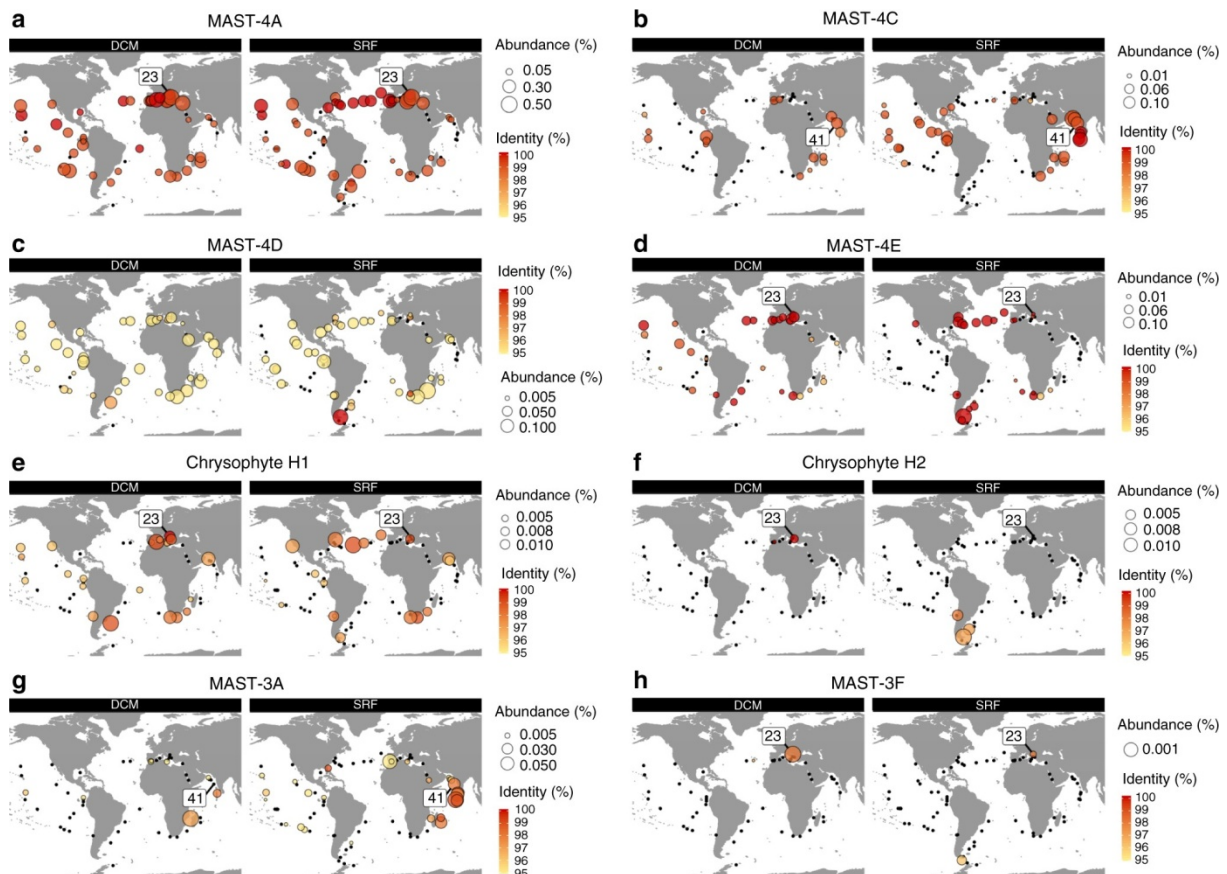 a MAST-4A
DCM SRF
23 23
Abundance (%)
0.05
0.30
0.50
Identity (%)
100
99
98
97
96
95
b MAST-4C
DCM SRF
41 41
Abundance (%)
0.01
0.06
0.10
Identity (%)
100
99
98
97
96
95
c MAST-4D
DCM SRF
Identity (%)
100
99
98
97
96
95
Abundance (%)
0.005
0.050
0.100
d MAST-4E
DCM SRF
23 23
Abundance (%)
0.01
0.06
0.10
Identity (%)
100
99
98
97
96
95
e Chrysophyte H1
DCM SRF
23 23
Abundance (%)
0.005
0.008
0.010
Identity (%)
100
99
98
97
96
95
f Chrysophyte H2
DCM SRF
23 23
Abundance (%)
0.005
0.008
0.010
Identity (%)
100
99
98
97
96
95
g MAST-3A
DCM SRF
41 41
Abundance (%)
0.005
0.030
0.050
Identity (%)
100
99
98
97
96
95
h MAST-3F
DCM SRF
23 23
Abundance (%)
0.001
Identity (%)
100
99
98
97
96
95